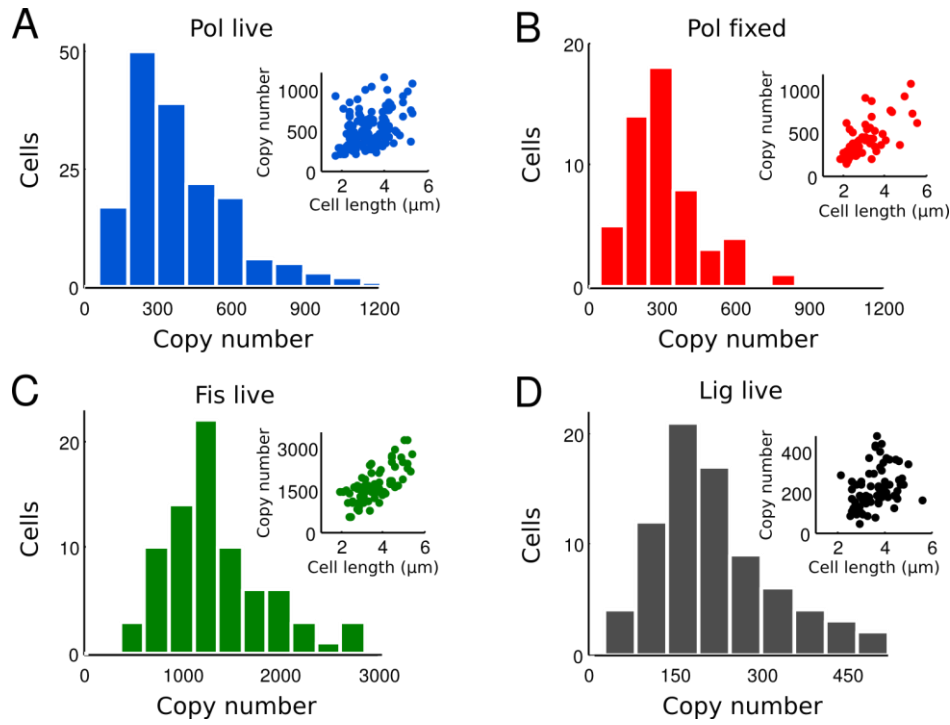 A
Pol live
50
25
0
Cells
0 300 600 900 1200
Copy number
Copy number
1000
500
0
2 4 6
Cell length (μm)
B
Pol fixed
20
10
0
Cells
0 300 600 900 1200
Copy number
Copy number
1000
500
0
2 4 6
Cell length (μm)
C
Fis live
20
10
0
Cells
0 1000 2000 3000
Copy number
Copy number
3000
1500
0
2 4 6
Cell length (μm)
D
Lig live
20
10
0
Cells
0 150 300 450
Copy number
Copy number
400
200
0
2 4 6
Cell length (μm)